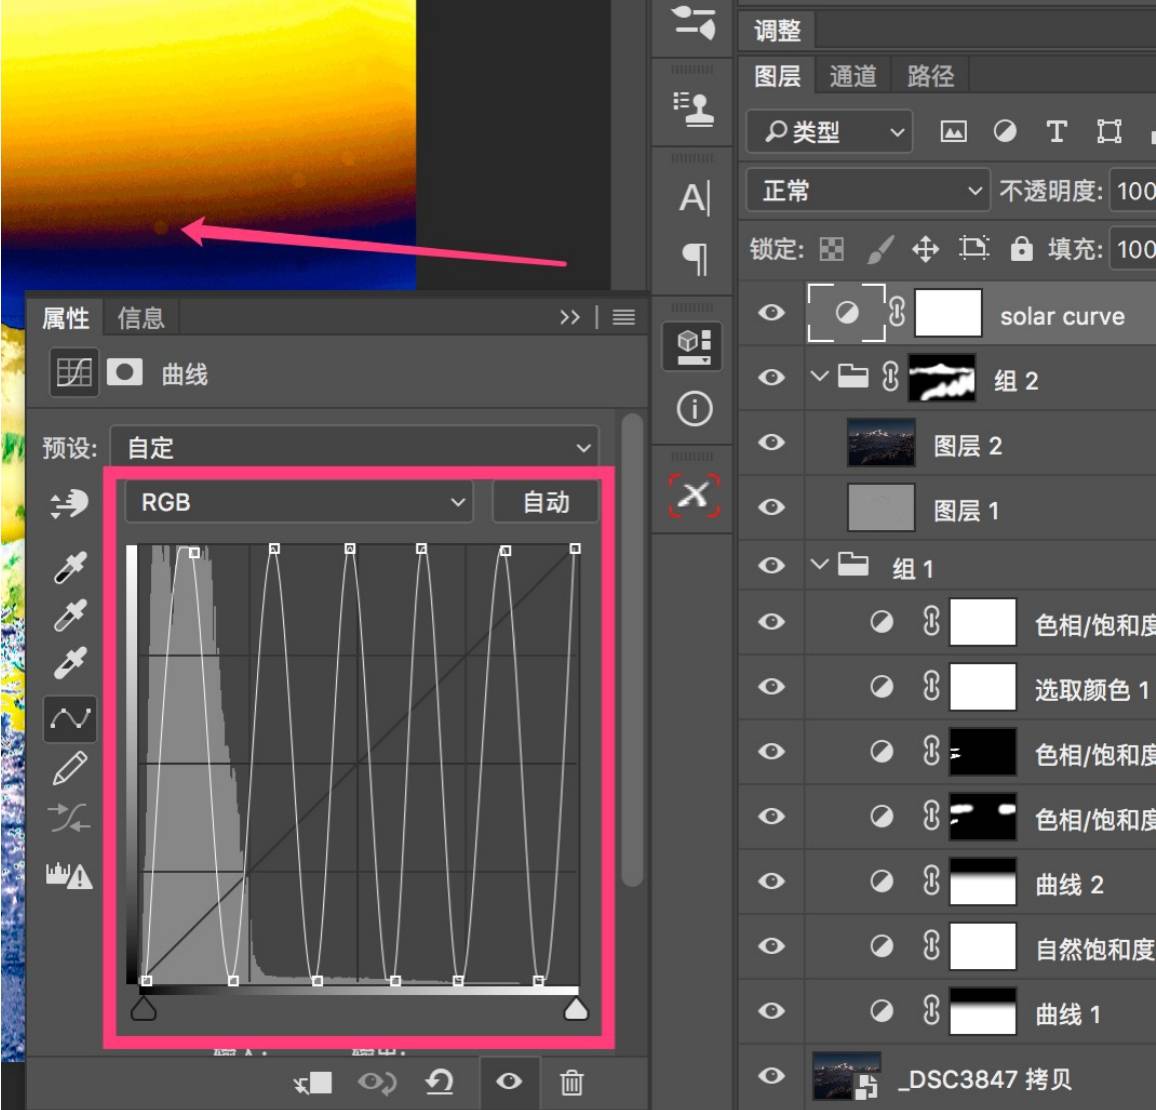 属性 信息
曲线
预设: 自定
RGB 自动
调整
图层 通道 路径
类型
正常 不透明度: 100
锁定: 填充: 100
solar curve
组 2
图层 2
图层 1
组 1
色相/饱和度
选取颜色 1
色相/饱和度
色相/饱和度
曲线 2
自然饱和度
曲线 1
_DSC3847 拷贝